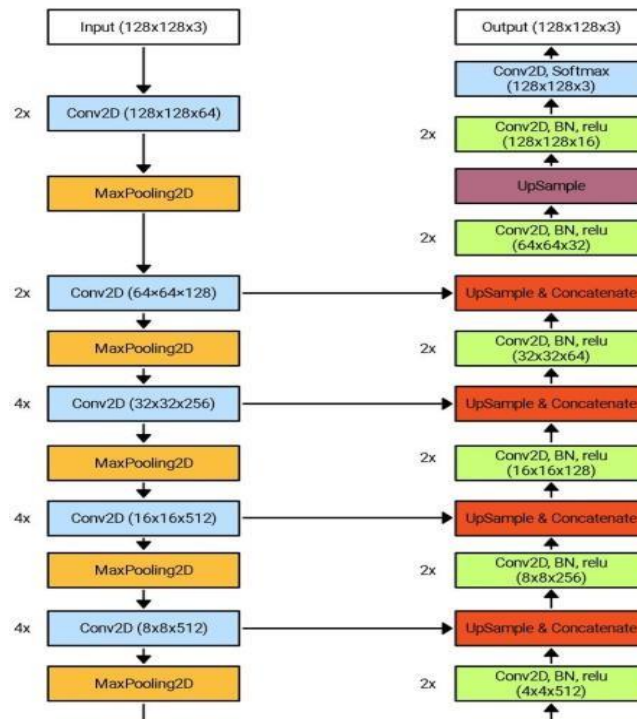 Input (128x128x3)
2x
Conv2D (128x128x64)
MaxPooling2D
2x
Conv2D (64×64×128)
MaxPooling2D
4x
Conv2D (32x32x256)
MaxPooling2D
4x
Conv2D (16x16x512)
MaxPooling2D
4x
Conv2D (8x8x512)
MaxPooling2D
Output (128x128x3)
Conv2D, Softmax
(128x128x3)
2x
Conv2D, BN, relu
(128x128x16)
UpSample
2x
Conv2D, BN, relu
(64x64x32)
UpSample & Concatenate
2x
Conv2D, BN, relu
(32x32x64)
UpSample & Concatenate
2x
Conv2D, BN, relu
(16x16x128)
UpSample & Concatenate
2x
Conv2D, BN, relu
(8x8x256)
UpSample & Concatenate
2x
Conv2D, BN, relu
(4x4x512)